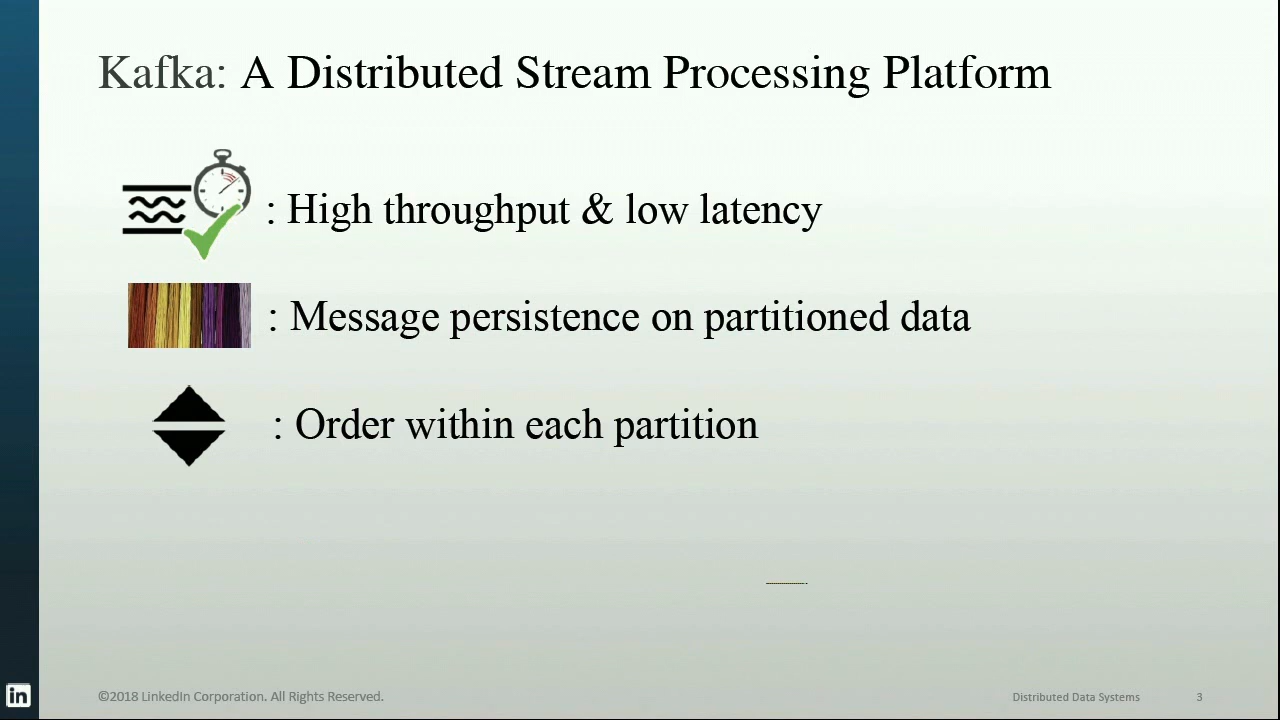 Kafka: A Distributed Stream Processing Platform
: High throughput & low latency
: Message persistence on partitioned data
: Order within each partition
in
©2018 LinkedIn Corporation. All Rights Reserved.
Distributed Data Systems
3